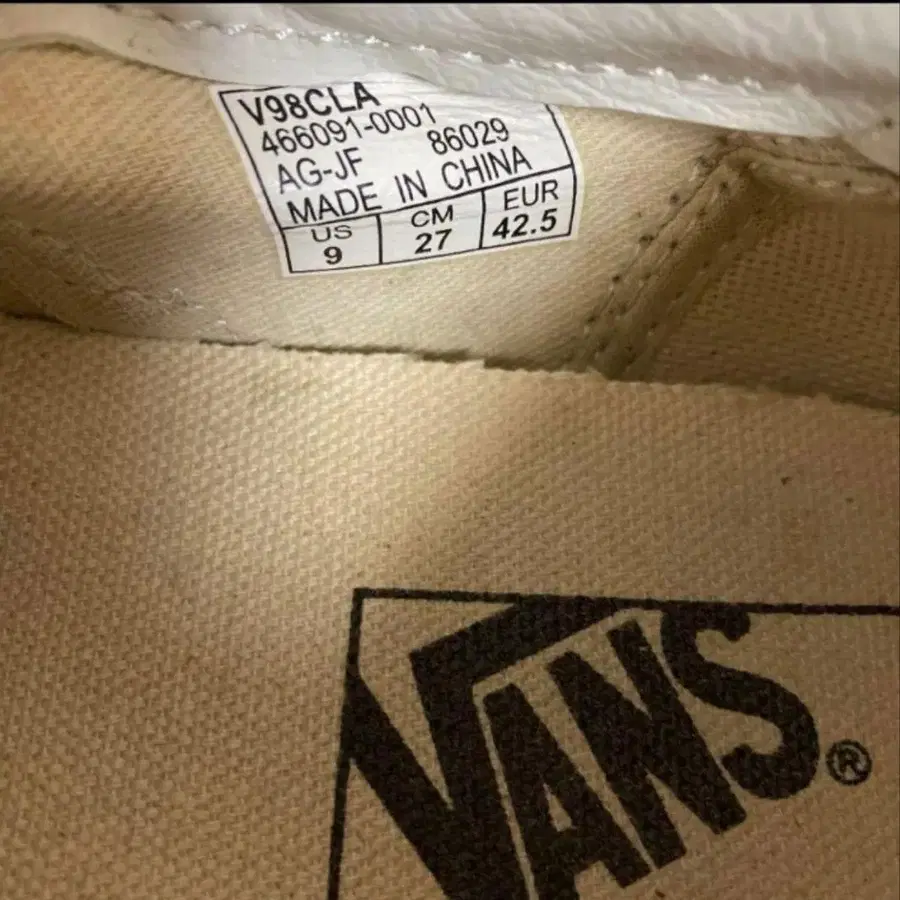 V98CLA
466091-0001
AG-JF 86029
MADE IN CHINA
US CM EUR
9 27 42.5
VANS®